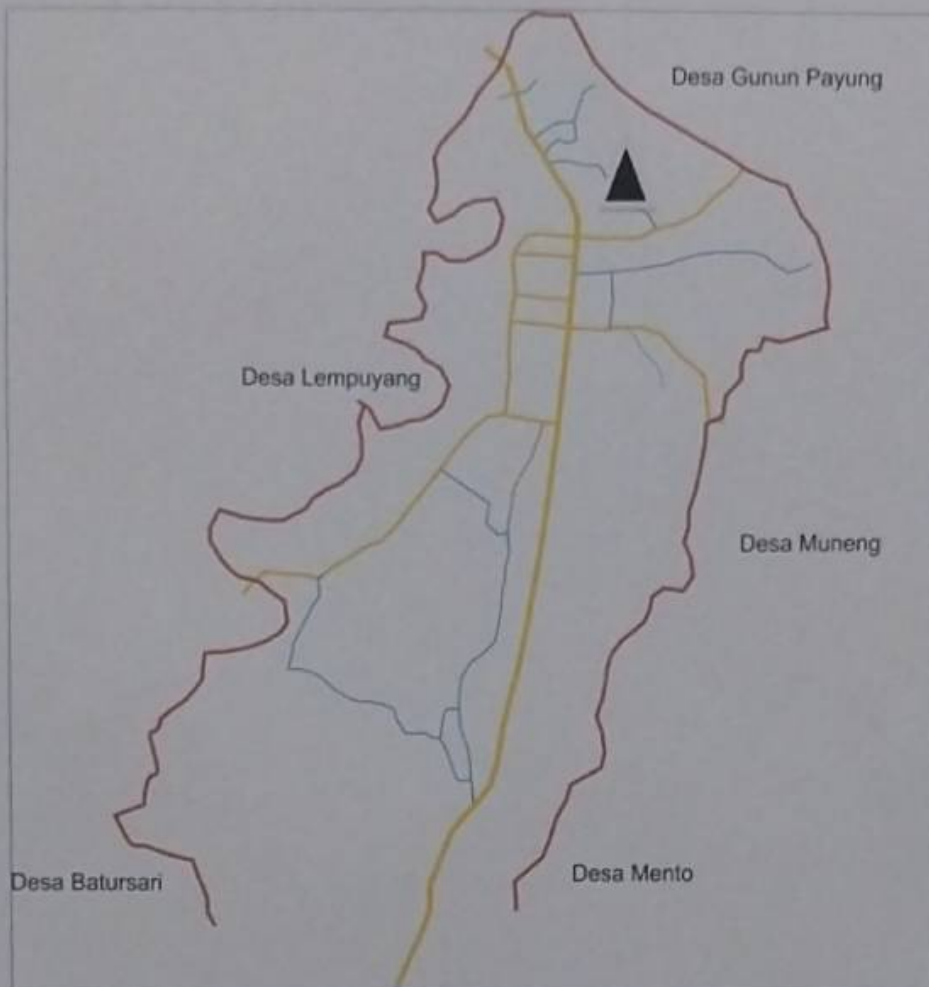 Desa Gunun Payung
Desa Lempuyang
Desa Muneng
Desa Batursari
Desa Mento